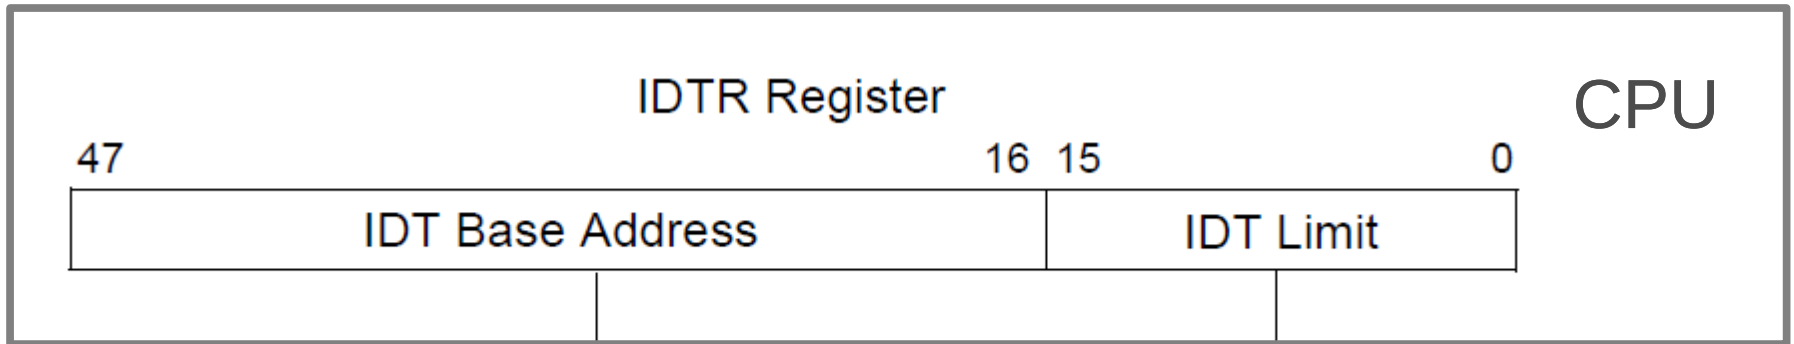 IDTR Register
CPU
47 16 15 0
IDT Base Address IDT Limit